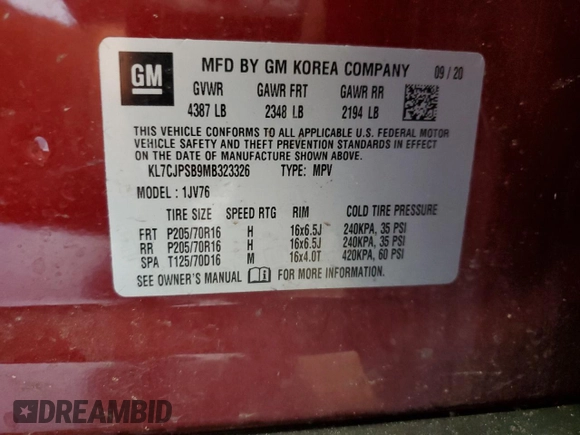 GM MFD BY GM KOREA COMPANY 09/20
GVWR GAWR FRT GAWR RR
4387 LB 2348 LB 2194 LB
THIS VEHICLE CONFORMS TO ALL APPLICABLE U.S. FEDERAL MOTOR
VEHICLE SAFETY AND THEFT PREVENTION STANDARDS IN EFFECT
ON THE DATE OF MANUFACTURE SHOWN ABOVE.
KL7CJPSB9MB323326 TYPE: MPV
MODEL: 1JV76
TIRE SIZE SPEED RTG RIM COLD TIRE PRESSURE
FRT P205/70R16 H 16x6.5J 240KPA, 35 PSI
RR P205/70R16 H 16x6.5J 240KPA, 35 PSI
SPA T125/70D16 M 16x4.0T 420KPA, 60 PSI
SEE OWNER'S MANUAL FOR MORE INFORMATION.
DREAMBID